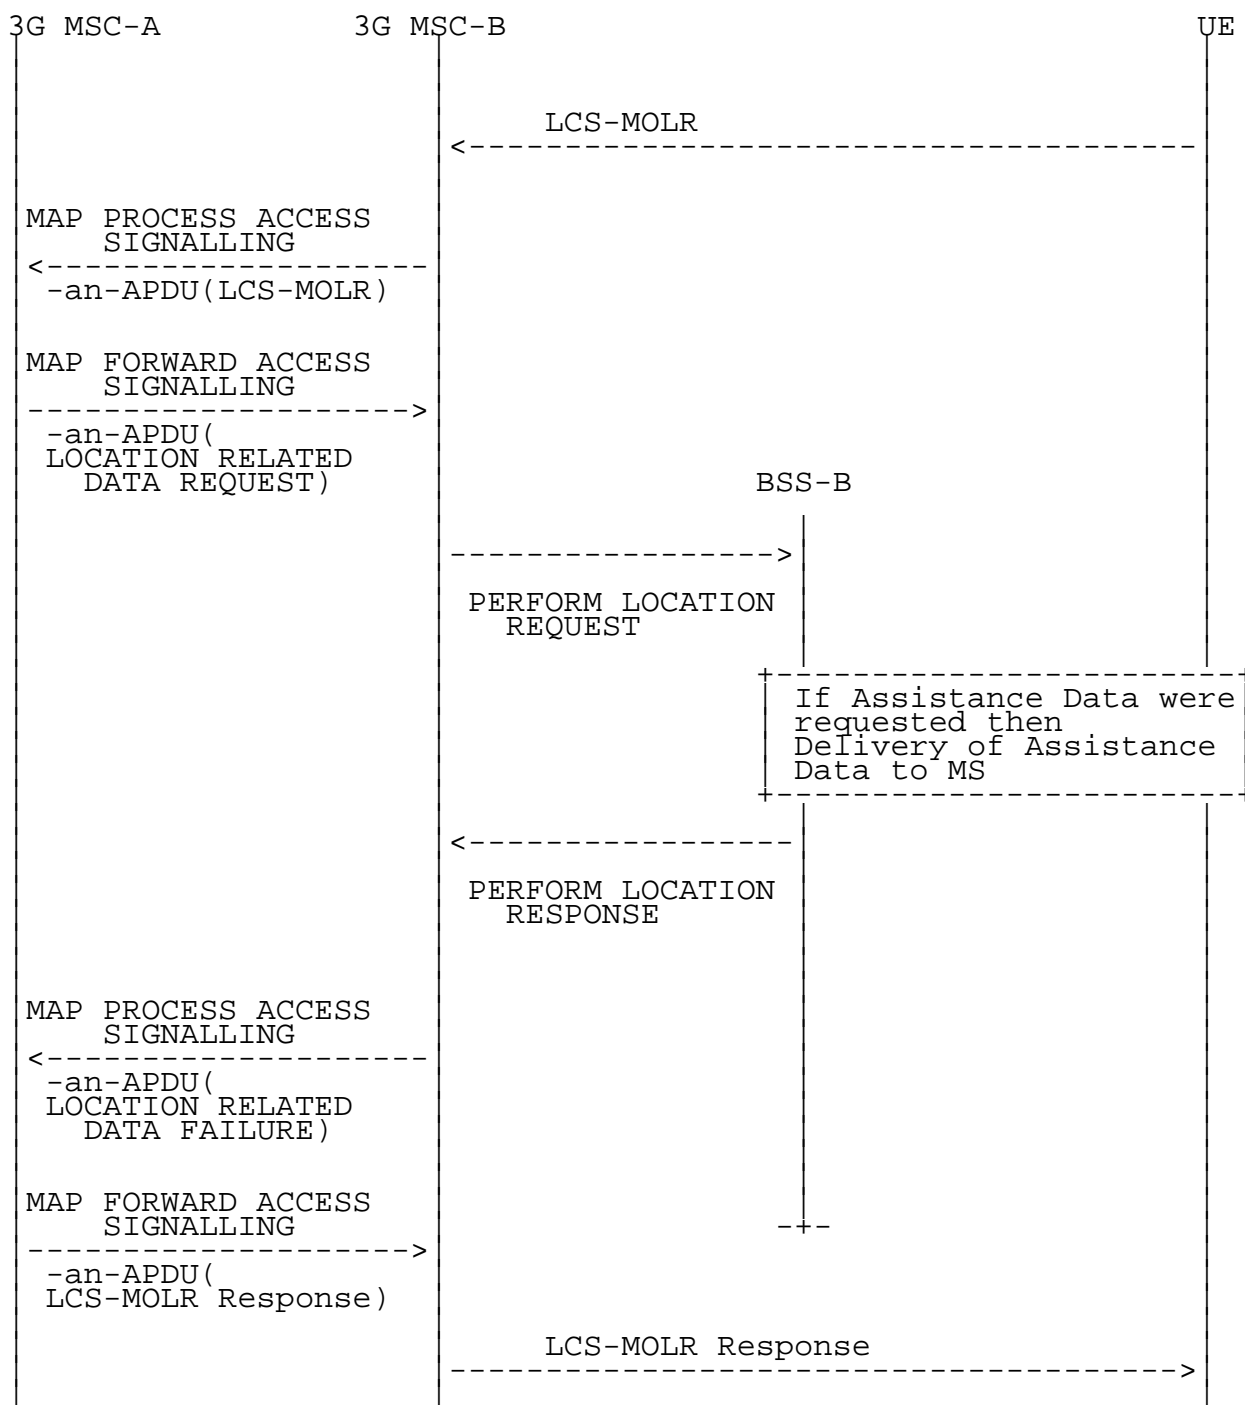 3G MSC-A 3G MSC-B UE
LCS-MOLR
MAP PROCESS ACCESS
SIGNALLING
-an-APDU(LCS-MOLR)
MAP FORWARD ACCESS
SIGNALLING
-an-APDU(
LOCATION RELATED
DATA REQUEST)
BSS-B
PERFORM LOCATION
REQUEST
If Assistance Data were
requested then
Delivery of Assistance
Data to MS
PERFORM LOCATION
RESPONSE
MAP PROCESS ACCESS
SIGNALLING
-an-APDU(
LOCATION RELATED
DATA FAILURE)
MAP FORWARD ACCESS
SIGNALLING
-an-APDU(
LCS-MOLR Response)
LCS-MOLR Response